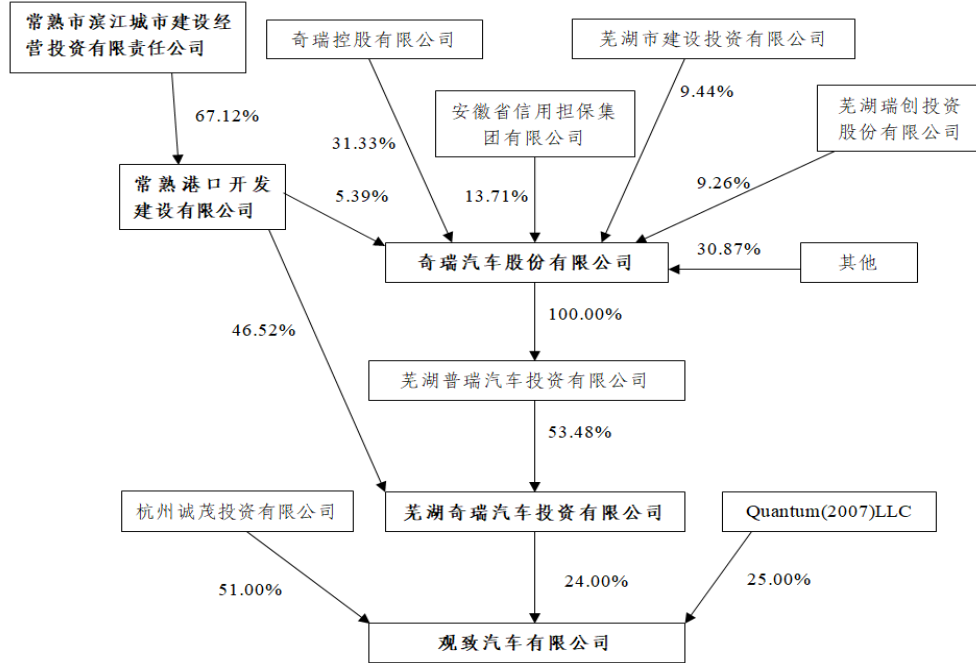 常熟市滨江城市建设经
营投资有限责任公司
奇瑞控股有限公司
芜湖市建设投资有限公司
67.12%
31.33%
安徽省信用担保集
团有限公司
9.44%
芜湖瑞创投资
股份有限公司
常熟港口开发
建设有限公司
5.39%
13.71%
9.26%
奇瑞汽车股份有限公司
30.87%
其他
46.52%
100.00%
芜湖普瑞汽车投资有限公司
53.48%
杭州诚茂投资有限公司
芜湖奇瑞汽车投资有限公司
Quantum(2007)LLC
51.00%
24.00%
25.00%
观致汽车有限公司